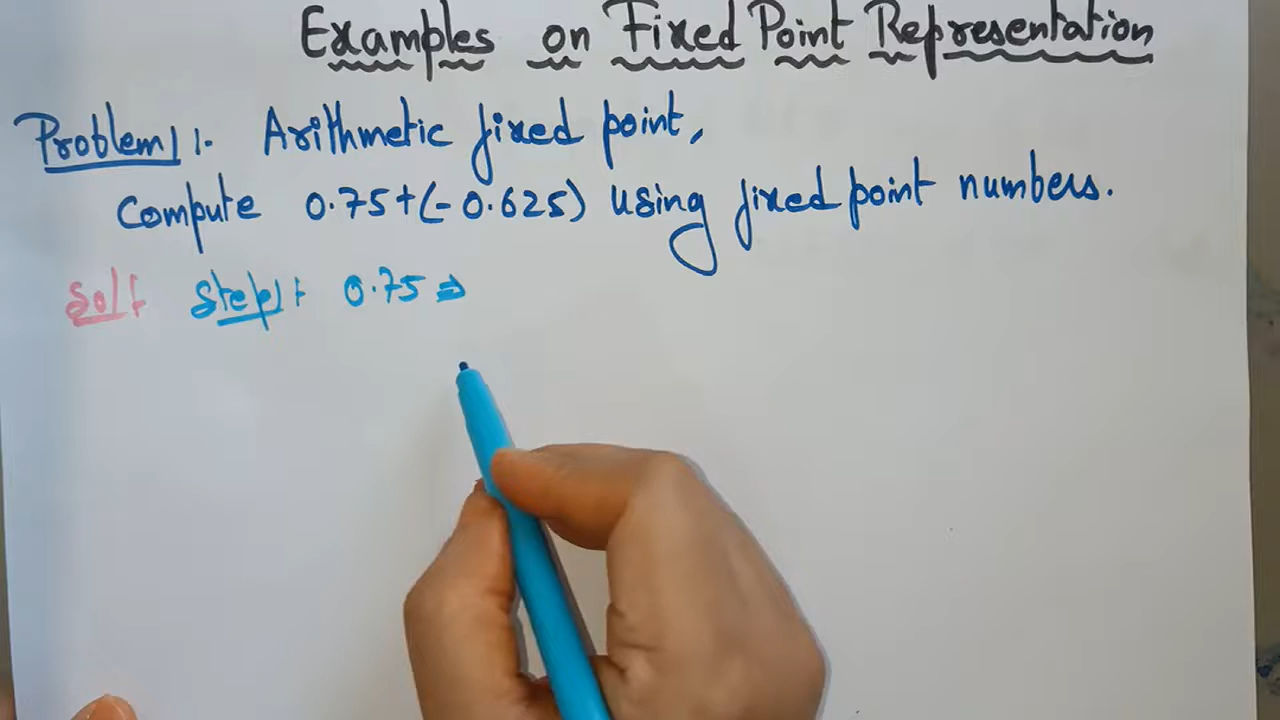 Examples on Fixed Point Representation
Problem 1:- Arithmetic fixed point,
Compute 0.75+(-0.625) using fixed point numbers.
Sol: Step1: 0.75 ⇒